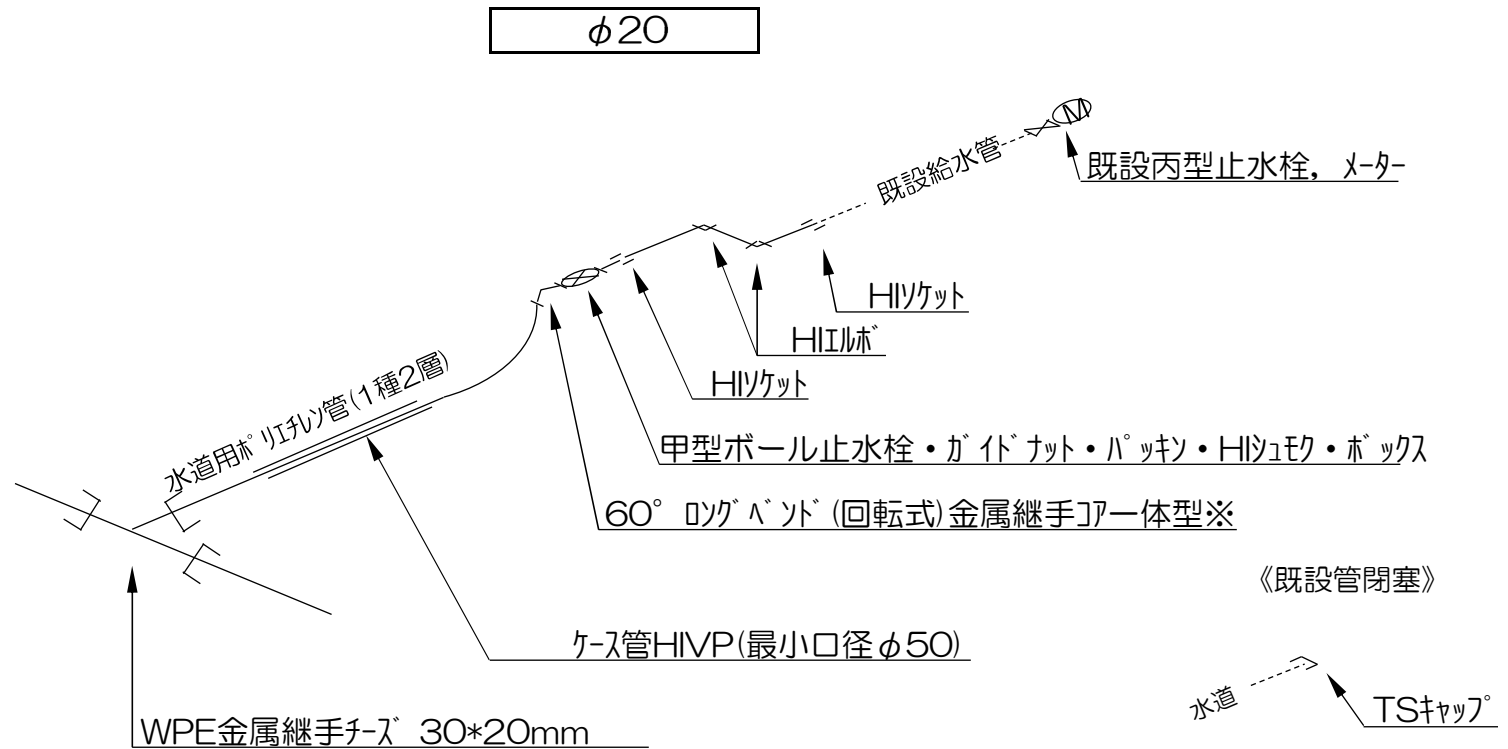 φ20
M
既設給水管
既設丙型止水栓，ﾒｰﾀｰ
HIｿｹｯﾄ
HIｴﾙﾎﾞ
HIｿｹｯﾄ
水道用ﾎﾟﾘｴﾁﾚﾝ管(1種2層)
甲型ボール止水栓・ｶﾞｲﾄﾞﾅｯﾄ・ﾊﾟｯｷﾝ・HIｼｭﾓｸ・ﾎﾞｯｸｽ
60° ﾛﾝｸﾞﾍﾞﾝﾄﾞ(回転式)金属継手ｺｱ一体型※
《既設管閉塞》
ｹｰｽ管HIVP(最小口径φ50)
水道
TSｷｬｯﾌﾟ
WPE金属継手ﾁｰｽﾞ 30*20mm